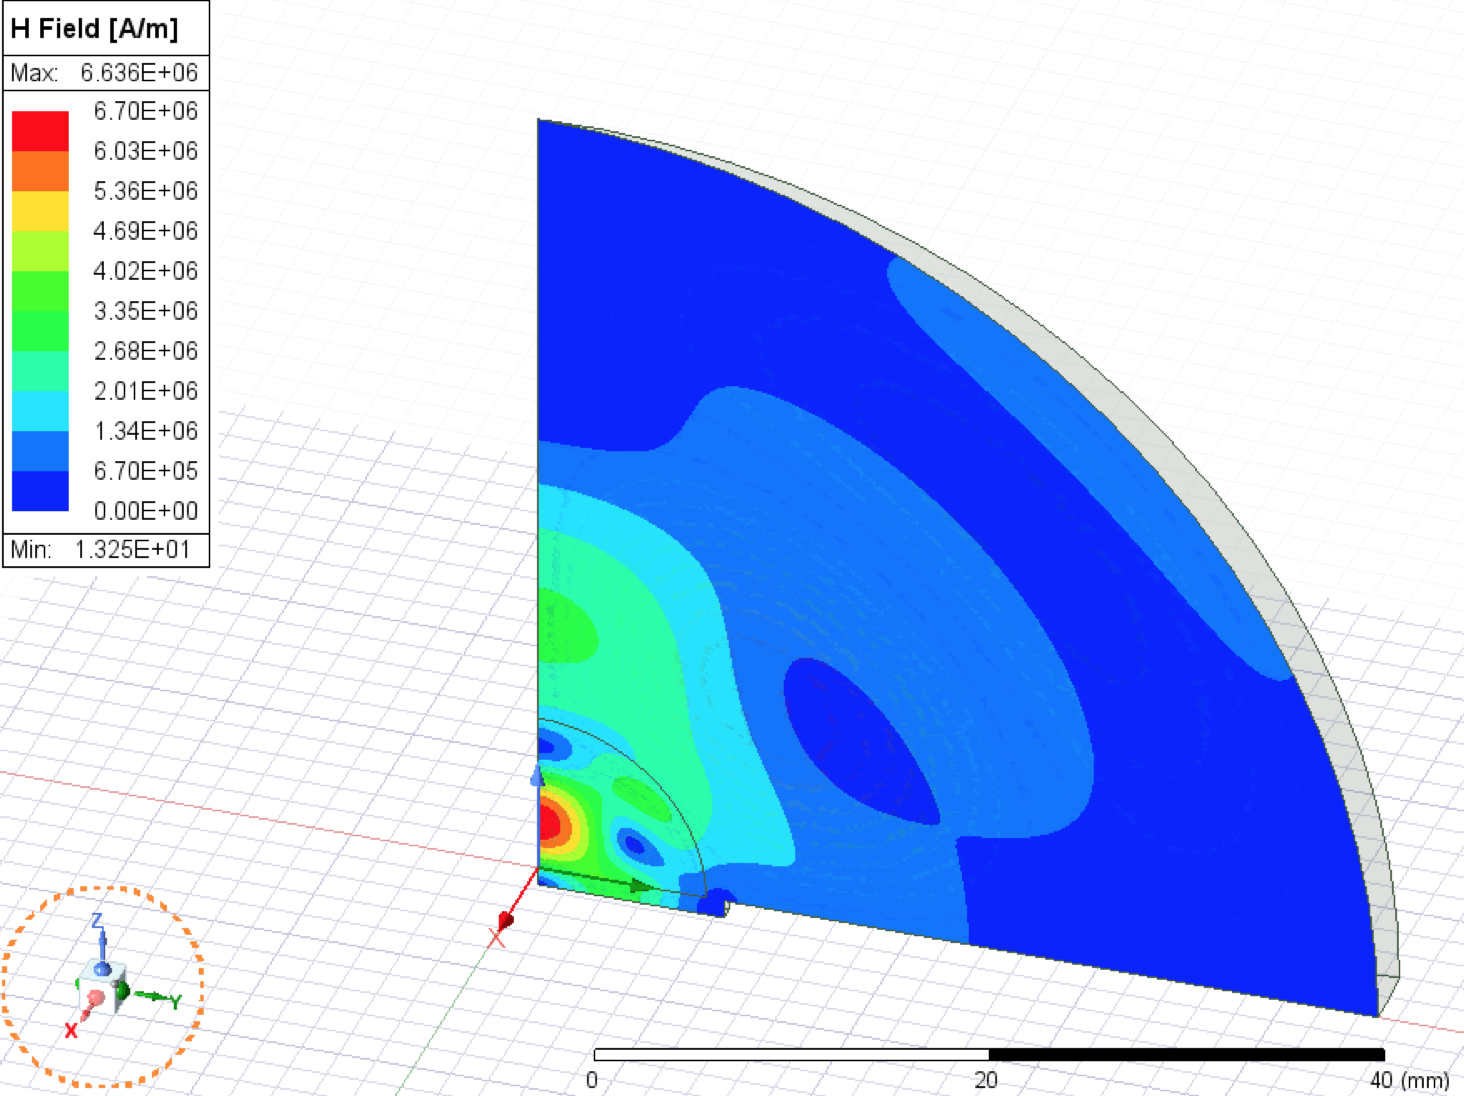 H Field [A/m]
Max: 6.636E+06
6.70E+06
6.03E+06
5.36E+06
4.69E+06
4.02E+06
3.35E+06
2.68E+06
2.01E+06
1.34E+06
6.70E+05
0.00E+00
Min: 1.325E+01
X
Z
Y
X
0 20 40 (mm)